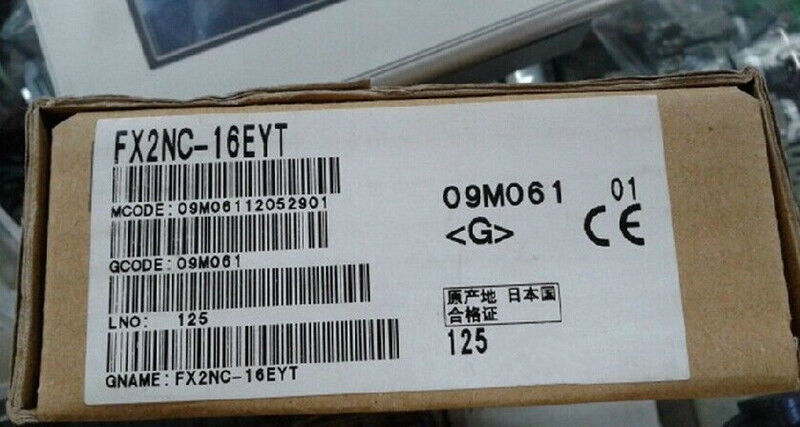 FX2NC-16EYT
MCODE: 09M06112052901
GCODE: 09M061
LNO: 125
GNAME: FX2NC-16EYT
09M061 01
<G> CE
原产地 日本国
合格证
125